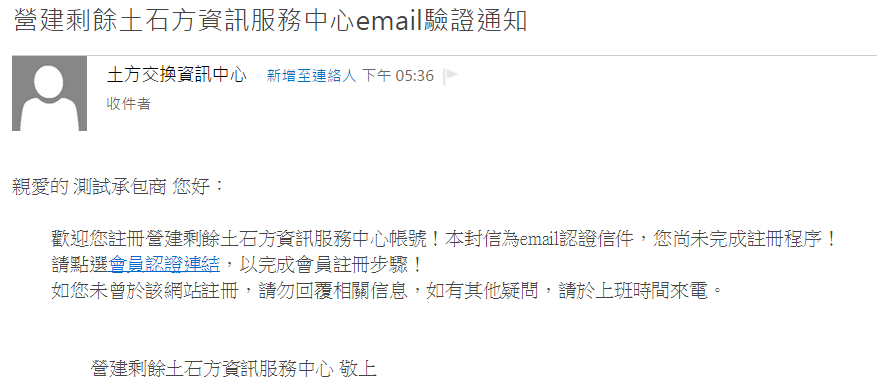 營建剩餘土石方資訊服務中心email驗證通知
土方交換資訊中心 新增至連絡人 下午 05:36
收件者
親愛的 測試承包商 您好：
歡迎您註冊營建剩餘土石方資訊服務中心帳號！本封信為email認證信件，您尚未完成註冊程序！
請點選會員認證連結，以完成會員註冊步驟！
如您未曾於該網站註冊，請勿回覆相關信息，如有其他疑問，請於上班時間來電。
營建剩餘土石方資訊服務中心 敬上